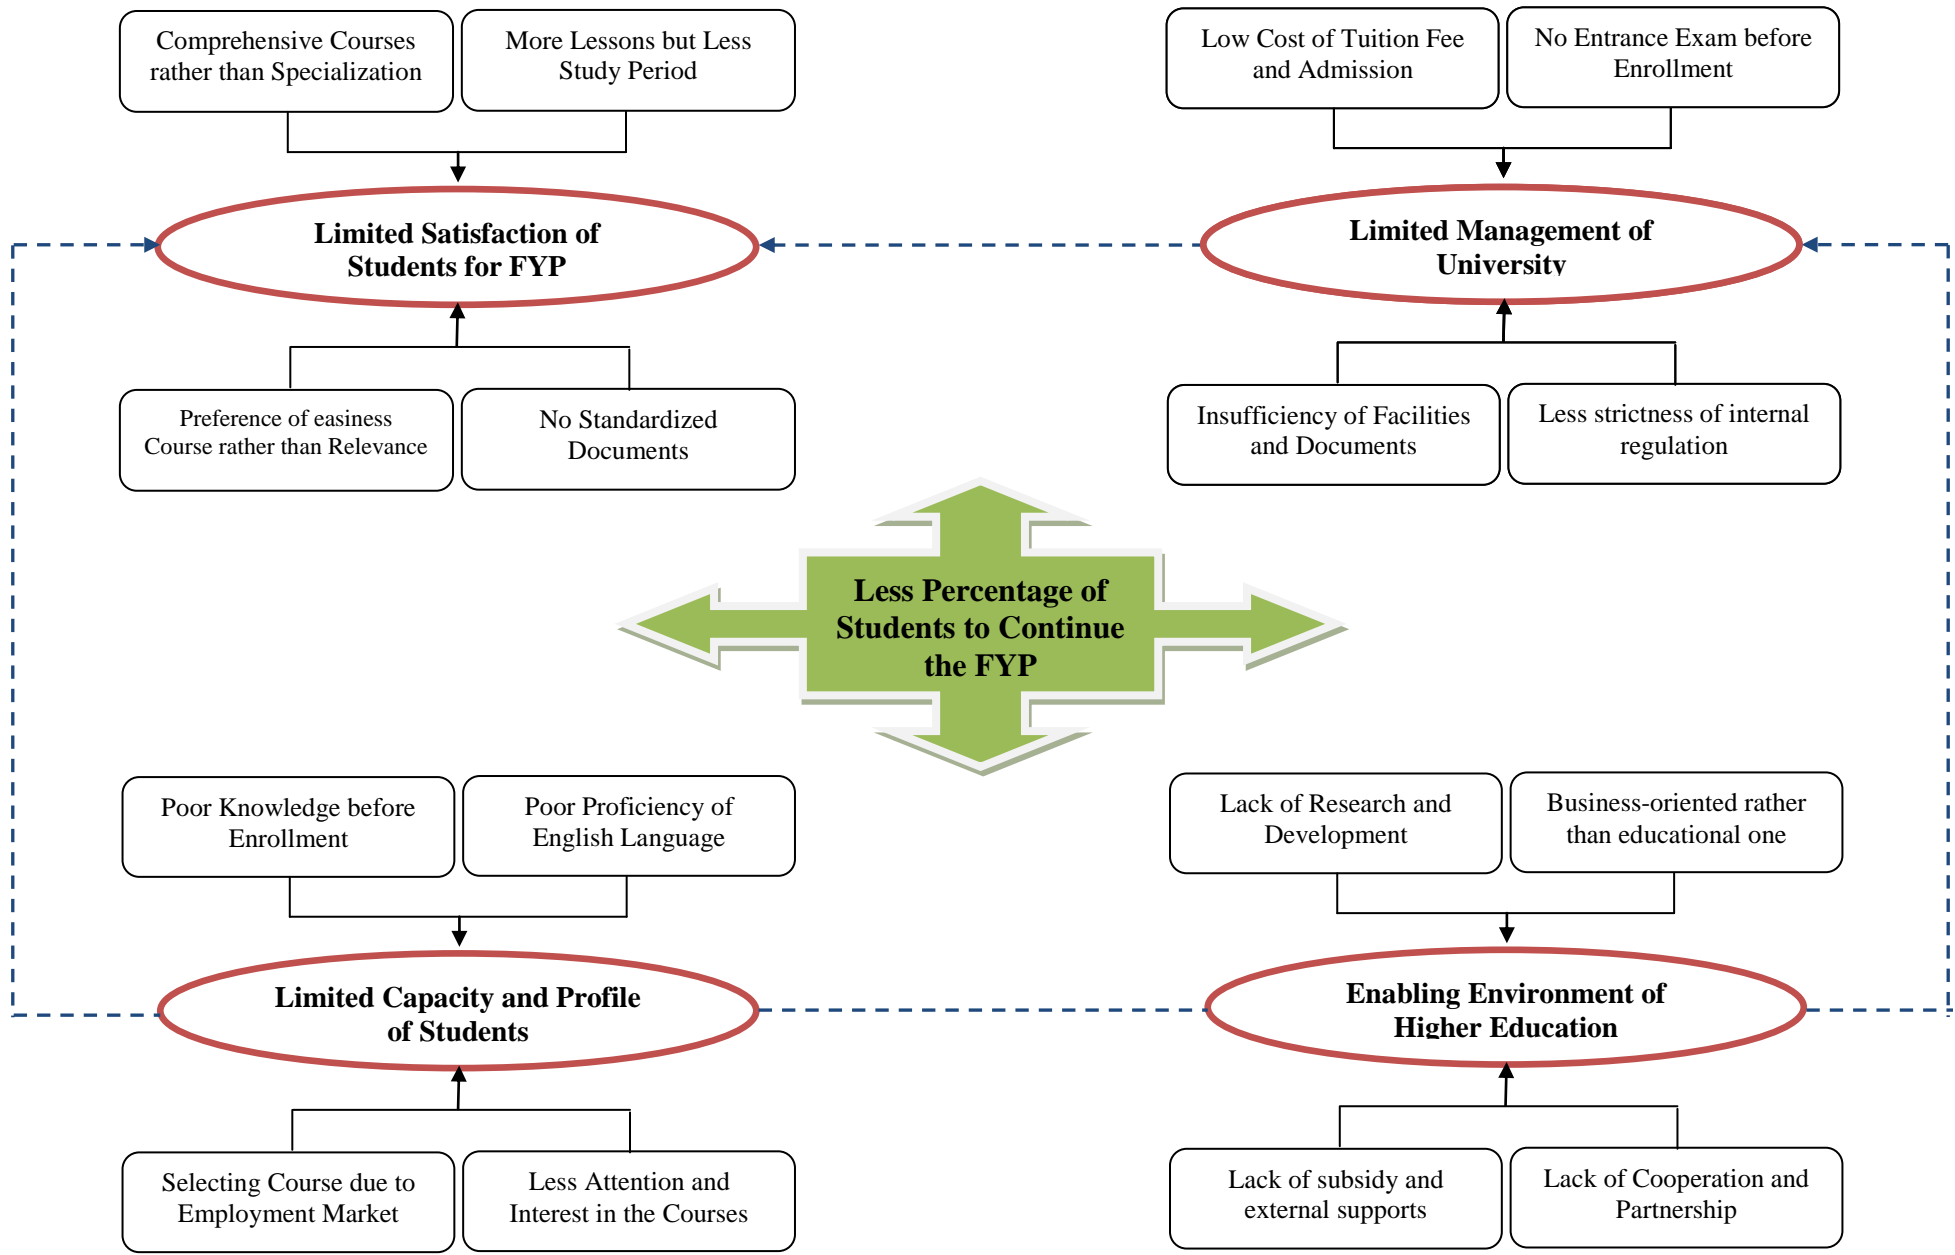 Comprehensive Courses
rather than Specialization
More Lessons but Less
Study Period
Low Cost of Tuition Fee
and Admission
No Entrance Exam before
Enrollment
Limited Satisfaction of
Students for FYP
Limited Management of
University
Preference of easiness
Course rather than Relevance
No Standardized
Documents
Insufficiency of Facilities
and Documents
Less strictness of internal
regulation
Less Percentage of
Students to Continue
the FYP
Poor Knowledge before
Enrollment
Poor Proficiency of
English Language
Lack of Research and
Development
Business-oriented rather
than educational one
Limited Capacity and Profile
of Students
Enabling Environment of
Higher Education
Selecting Course due to
Employment Market
Less Attention and
Interest in the Courses
Lack of subsidy and
external supports
Lack of Cooperation and
Partnership